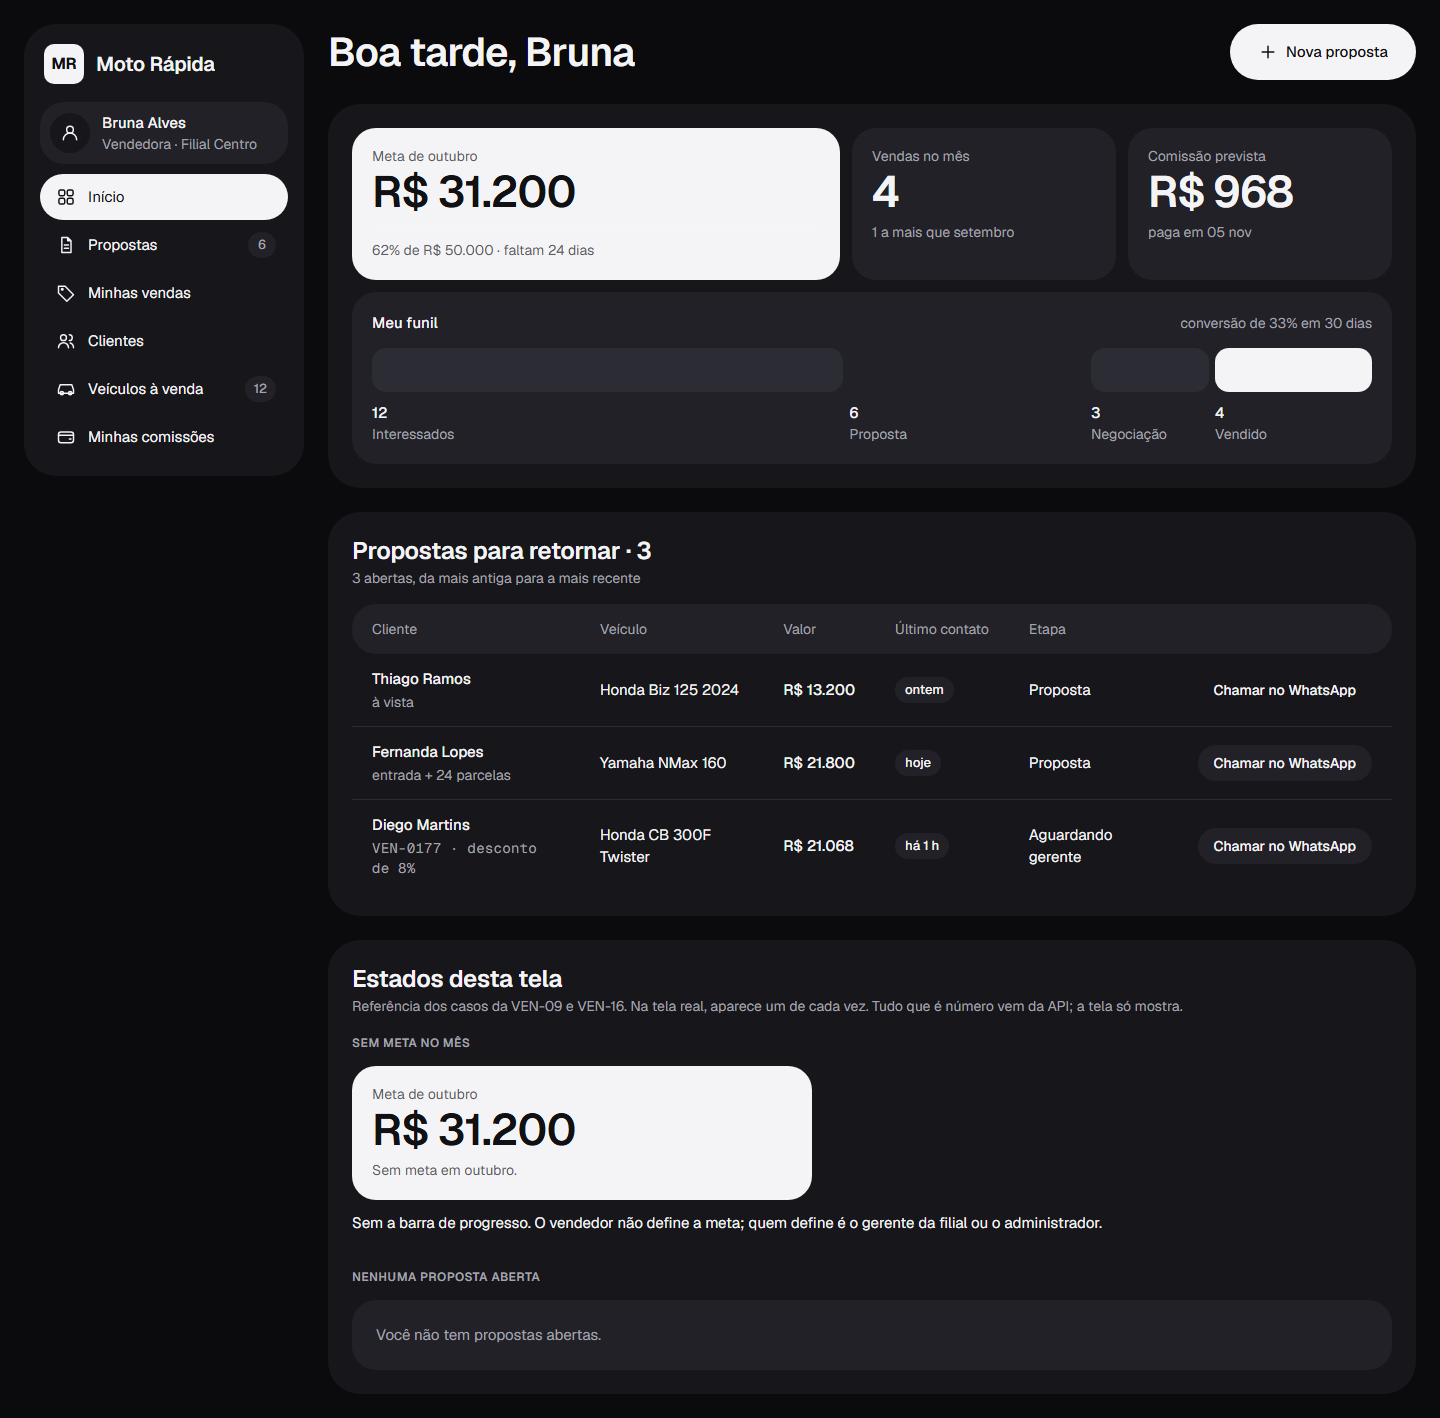 MR
Moto Rápida
Bruna Alves
Vendedora · Filial Centro
Início
Propostas
6
Minhas vendas
Clientes
Veículos à venda
12
Minhas comissões
Boa tarde, Bruna
Nova proposta
Meta de outubro
R$ 31.200
62% de R$ 50.000 · faltam 24 dias
Vendas no mês
4
1 a mais que setembro
Comissão prevista
R$ 968
paga em 05 nov
Meu funil
conversão de 33% em 30 dias
12
Interessados
6
Proposta
3
Negociação
4
Vendido
Propostas para retornar · 3
3 abertas, da mais antiga para a mais recente
Cliente Veículo Valor Último contato Etapa
Thiago Ramos
à vista
Honda Biz 125 2024
R$ 13.200
ontem
Proposta
Chamar no WhatsApp
Fernanda Lopes
entrada + 24 parcelas
Yamaha NMax 160
R$ 21.800
hoje
Proposta
Chamar no WhatsApp
Diego Martins
VEN-0177 · desconto
de 8%
Honda CB 300F
Twister
R$ 21.068
há 1 h
Aguardando
gerente
Chamar no WhatsApp
Estados desta tela
Referência dos casos da VEN-09 e VEN-16. Na tela real, aparece um de cada vez. Tudo que é número vem da API; a tela só mostra.
SEM META NO MÊS
Meta de outubro
R$ 31.200
Sem meta em outubro.
Sem a barra de progresso. O vendedor não define a meta; quem define é o gerente da filial ou o administrador.
NENHUMA PROPOSTA ABERTA
Você não tem propostas abertas.